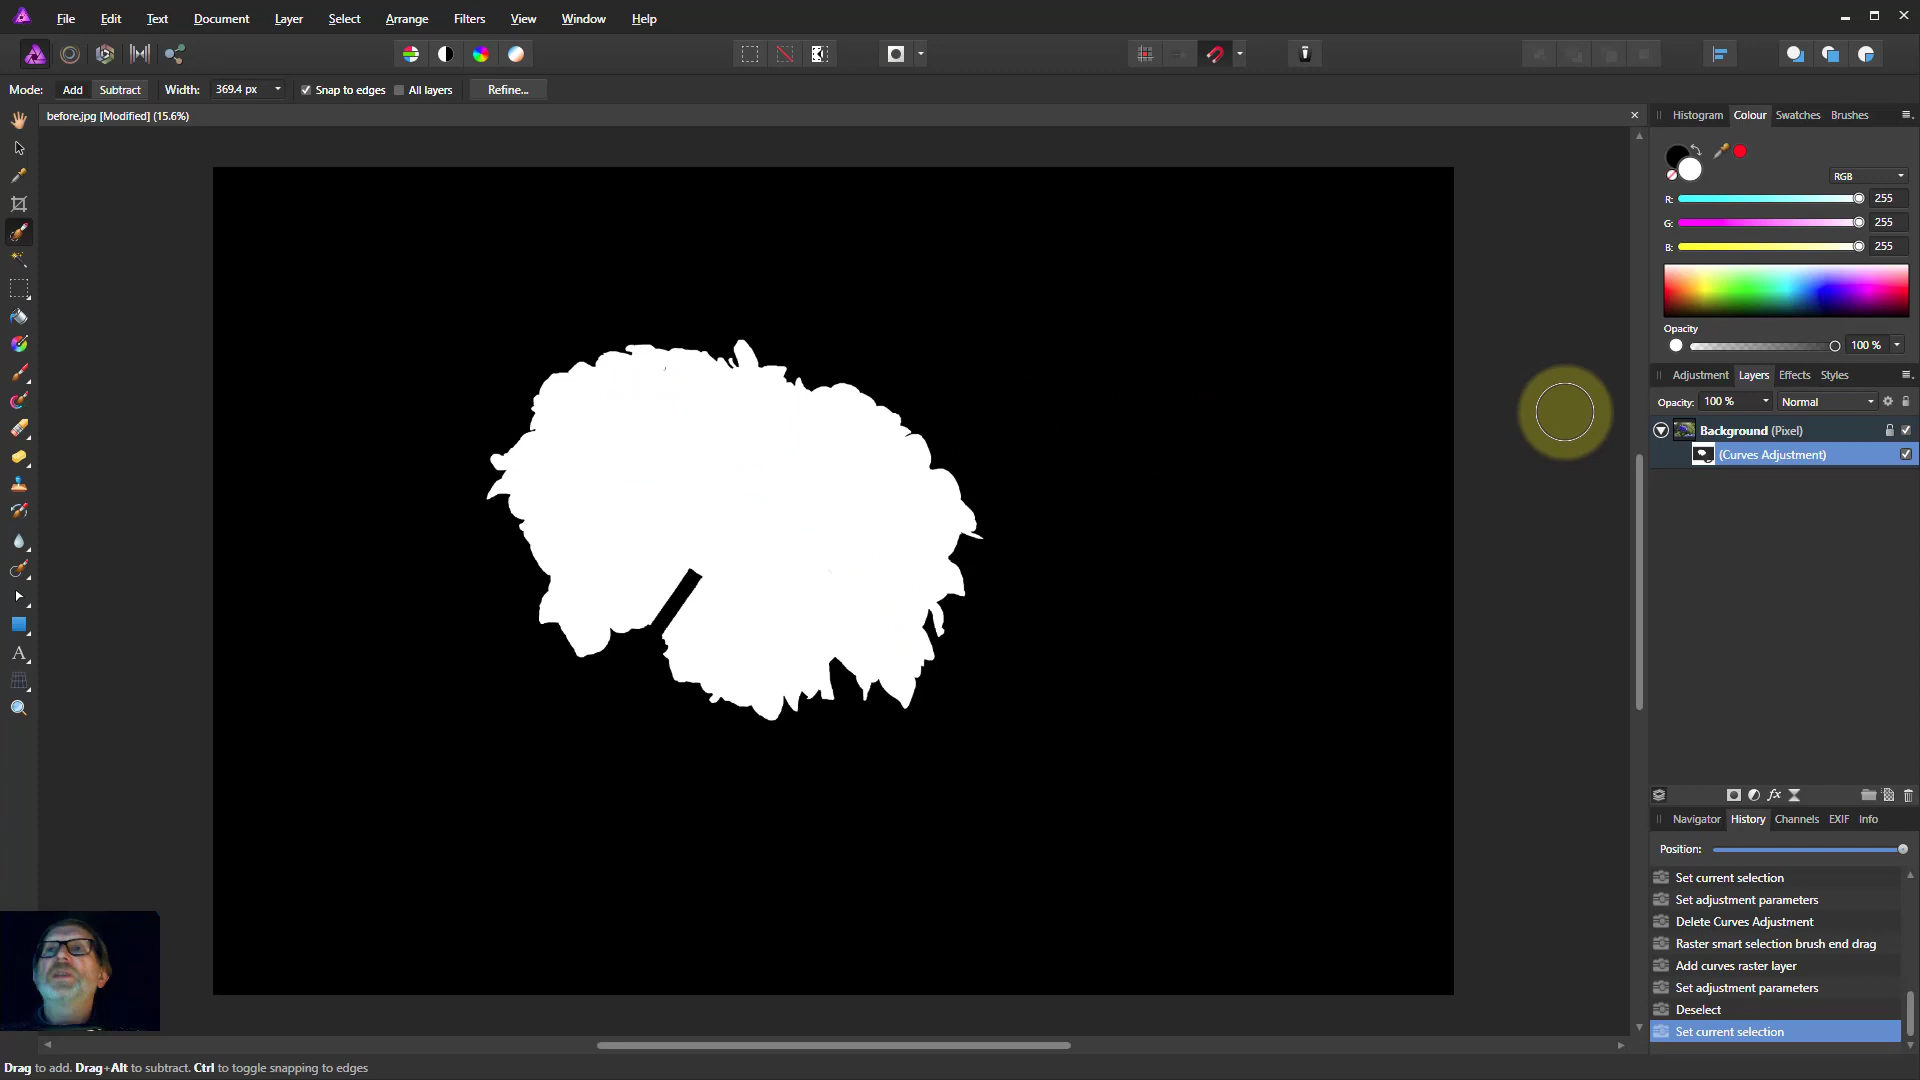 File Edit Text Document Layer Select Arrange Filters View Window Help
Mode: Add Subtract Width: 369.4 px Snap to edges All layers Refine...
before.jpg [Modified] (15.6%)
Histogram Colour Swatches Brushes
RGB
R: 255
G: 255
B: 255
Opacity
100 %
Adjustment Layers Effects Styles
Opacity: 100 % Normal
Background (Pixel)
(Curves Adjustment)
fx
Navigator History Channels EXIF Info
Position:
Set current selection
Set adjustment parameters
Delete Curves Adjustment
Raster smart selection brush end drag
Add curves raster layer
Set adjustment parameters
Deselect
Set current selection
A
Drag to add. Drag+Alt to subtract. Ctrl to toggle snapping to edges